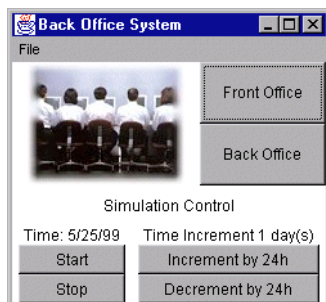 Back Office System
File
Front Office
Back Office
Simulation Control
Time: 5/25/99 Time Increment 1 day(s)
Start Increment by 24h
Stop Decrement by 24h